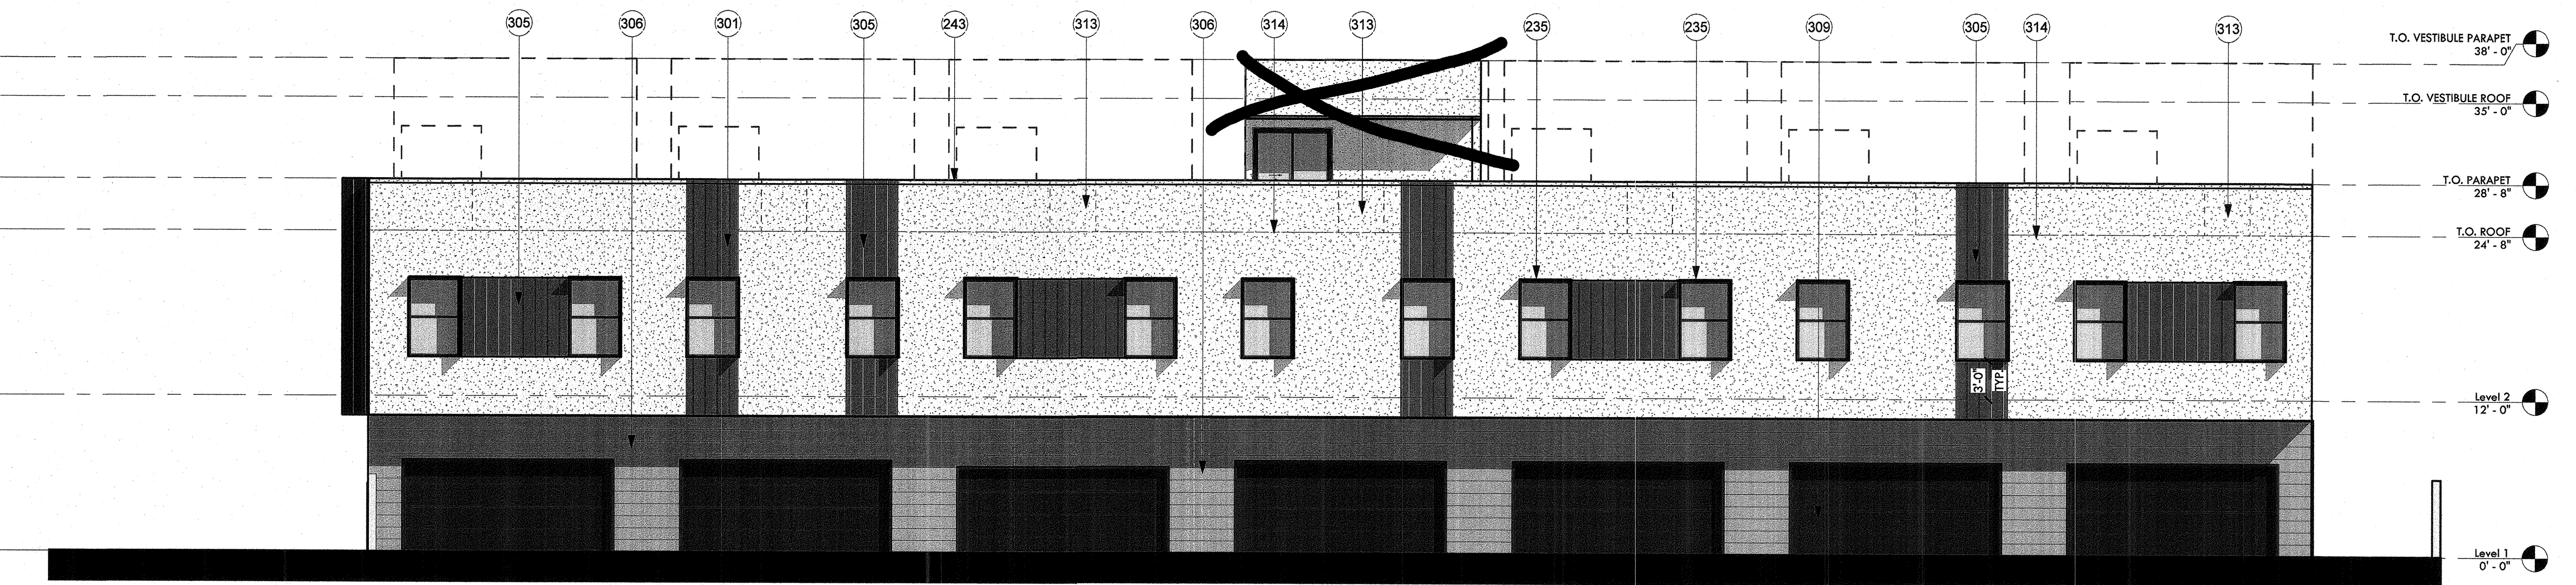 305
306
301
305
243
313
306
314
313
235
235
309
305
314
313
T.O. VESTIBULE PARAPET
38' - 0"
T.O. VESTIBULE ROOF
35' - 0"
T.O. PARAPET
28' - 8"
T.O. ROOF
24' - 8"
3'-0"
TYP.
Level 2
12' - 0"
Level 1
0' - 0"